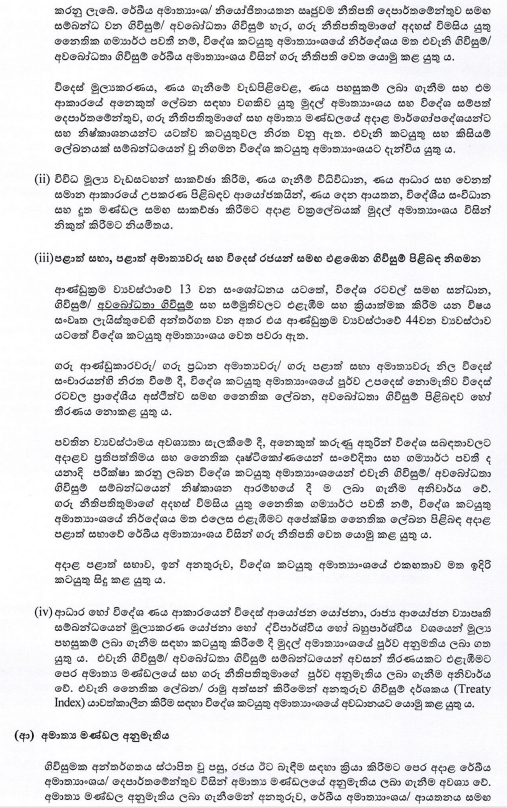 කරනු ලැබේ. රේඛීය අමාත්‍යාංශ/ නියෝජිතායතන සෘජුවම නීතිපති දෙපාර්තමේන්තුව සමඟ
සම්බන්ධ වන ගිවිසුම්/ අවබෝධතා ගිවිසුම් හැර, ගරු නීතිපතිතුමාගේ අදහස් විමසිය යුතු
නෛතික ගම්‍යාර්ථ පවතී නම්, විදේශ කටයුතු අමාත්‍යාංශයේ නිර්දේශය මත එවැනි ගිවිසුම්/
අවබෝධතා ගිවිසුම් රේඛීය අමාත්‍යාංශය විසින් ගරු නීතිපති වෙත යොමු කළ යුතු ය.
විදෙස් මූල්‍යකරණය, ණය ගැනීමේ වැඩපිළිවෙළ, ණය පහසුකම් ලබා ගැනීම සහ එම
ආකාරයේ අනෙකුත් ලේඛන සඳහා වගකිව යුතු මුදල් අමාත්‍යාංශය සහ විදේශ සම්පත්
දෙපාර්තමේන්තුව, ගරු නීතිපතිතුමාගේ සහ අමාත්‍ය මණ්ඩලයේ අදාළ මාර්ගෝපදේශයන්ට
සහ නිෂ්කාශනයන්ට යටත්ව කටයුතුවල නිරත වනු ඇත. එවැනි කටයුතු සහ කිසියම්
ලේඛනයක් සම්බන්ධයෙන් වූ නිගමන විදේශ කටයුතු අමාත්‍යාංශයට දැන්විය යුතු ය.
(ii) විවිධ මූල්‍ය වැඩසටහන් සාකච්ඡා කිරීම, ණය ගැනීම් විධිවිධාන, ණය ආධාර සහ වෙනත්
සමාන ආකාරයේ උපකරණ පිළිබඳව ආයෝජකයින්, ණය දෙන ආයතන, විදේශීය සංවිධාන
සහ දූත මණ්ඩල සමඟ සාකච්ඡා කිරීමට අදාළ චක්‍රලේඛයක් මුදල් අමාත්‍යාංශය විසින්
නිකුත් කිරීමට නියමිතය.
(iii) පළාත් සභා, පළාත් අමාත්‍යවරු සහ විදෙස් රජයන් සමඟ එළඹෙන ගිවිසුම් පිළිබඳ නිගමන
ආණ්ඩුක්‍රම ව්‍යවස්ථාවේ 13 වන සංශෝධනය යටතේ, විදේශ රටවල් සමඟ සන්ධාන,
ගිවිසුම්/ අවබෝධතා ගිවිසුම් සහ සම්මුතිවලට එළැඹීම සහ ක්‍රියාත්මක කිරීම යන විෂය
සංවෘත ලැයිස්තුවෙහි අන්තර්ගත වන අතර එය ආණ්ඩුක්‍රම ව්‍යවස්ථාවේ 44වන ව්‍යවස්ථාව
යටතේ විදේශ කටයුතු අමාත්‍යාංශය වෙත පවරා ඇත.
ගරු ආණ්ඩුකාරවරු/ ගරු ප්‍රධාන අමාත්‍යවරු/ ගරු පළාත් සභා අමාත්‍යවරු නිල විදෙස්
සංචාරයන්හි නිරත වීමේ දී, විදේශ කටයුතු අමාත්‍යාංශයේ පූර්ව උපදෙස් නොමැතිව විදෙස්
රටවල ප්‍රාදේශීය අස්ථිත්ව සමඟ නෛතික ලේඛන, අවබෝධතා ගිවිසුම් පිළිබඳව හෝ
තීරණය නොකළ යුතු ය.
පවතින ව්‍යවස්ථාමය අවශ්‍යතා සැලකීමේ දී, අනෙකුත් කරුණු අතුරින් විදේශ සබඳතාවලට
අදාළව ප්‍රතිපත්තිමය සහ නෛතික දෘෂ්ටිකෝණයෙන් සංවේදීතා සහ ගම්‍යාර්ථ පවතී ද
යනාදි පරීක්ෂා කරනු ලබන විදේශ කටයුතු අමාත්‍යාංශයෙන් එවැනි ගිවිසුම්/ අවබෝධතා
ගිවිසුම් සම්බන්ධයෙන් නිෂ්කාශන ආරම්භයේ දී ම ලබා ගැනීම අනිවාර්ය වේ.
ගරු නීතිපතිතුමාගේ අදහස් විමසිය යුතු නෛතික ගම්‍යාර්ථ පවතී නම්, විදේශ කටයුතු
අමාත්‍යාංශයේ නිර්දේශය මත එලෙස එළැඹීමට අපේක්ෂිත නෛතික ලේඛන පිළිබඳ අදාළ
පළාත් සභාවේ රේඛීය අමාත්‍යාංශය විසින් ගරු නීතිපති වෙත යොමු කළ යුතු ය.
අදාළ පළාත් සභාව, ඉන් අනතුරුව, විදේශ කටයුතු අමාත්‍යාංශයේ එකඟතාව මත ඉදිරි
කටයුතු සිදු කළ යුතු ය.
(iv) ආධාර හෝ විදේශ ණය ආකාරයෙන් විදෙස් ආයෝජන යෝජනා, රාජ්‍ය ආයෝජන ව්‍යාපෘති
සම්බන්ධයෙන් මූල්‍යකරණ යෝජනා හෝ ද්විපාර්ශ්වීය හෝ බහුපාර්ශ්වීය වශයෙන් මූල්‍ය
පහසුකම් ලබා ගැනීම සඳහා කටයුතු කිරීමේ දී මුදල් අමාත්‍යාංශයේ පූර්ව අනුමතිය ලබා ගත
යුතු ය. එවැනි ගිවිසුම්/ අවබෝධතා ගිවිසුම් සම්බන්ධයෙන් අවසන් තීරණයකට එළැඹීමට
පෙර අමාත්‍ය මණ්ඩලයේ සහ ගරු නීතිපතිතුමාගේ පූර්ව අනුමැතිය ලබා ගැනීම අනිවාර්ය
වේ. එවැනි නෛතික ලේඛන/ රාමු අත්සන් කිරීමෙන් අනතුරුව ගිවිසුම් දර්ශකය (Treaty
Index) යාවත්කාලීන කිරීම සඳහා විදේශ කටයුතු අමාත්‍යාංශයේ අවධානයට යොමු කළ යුතු ය.
(ආ) අමාත්‍ය මණ්ඩල අනුමැතිය
ගිවිසුමක අන්තර්ගතය ස්ථාපිත වූ පසු, රජය ඊට බැඳීම සඳහා ක්‍රියා කිරීමට පෙර අදාළ රේඛීය
අමාත්‍යාංශය/ දෙපාර්තමේන්තුව විසින් අමාත්‍ය මණ්ඩලයේ අනුමැතිය ලබා ගැනීම අවශ්‍ය වේ.
අමාත්‍ය මණ්ඩල අනුමැතිය ලබා ගැනීමෙන් අනතුරුව, රේඛීය අමාත්‍යාංශය/ ආයතනය සමඟ